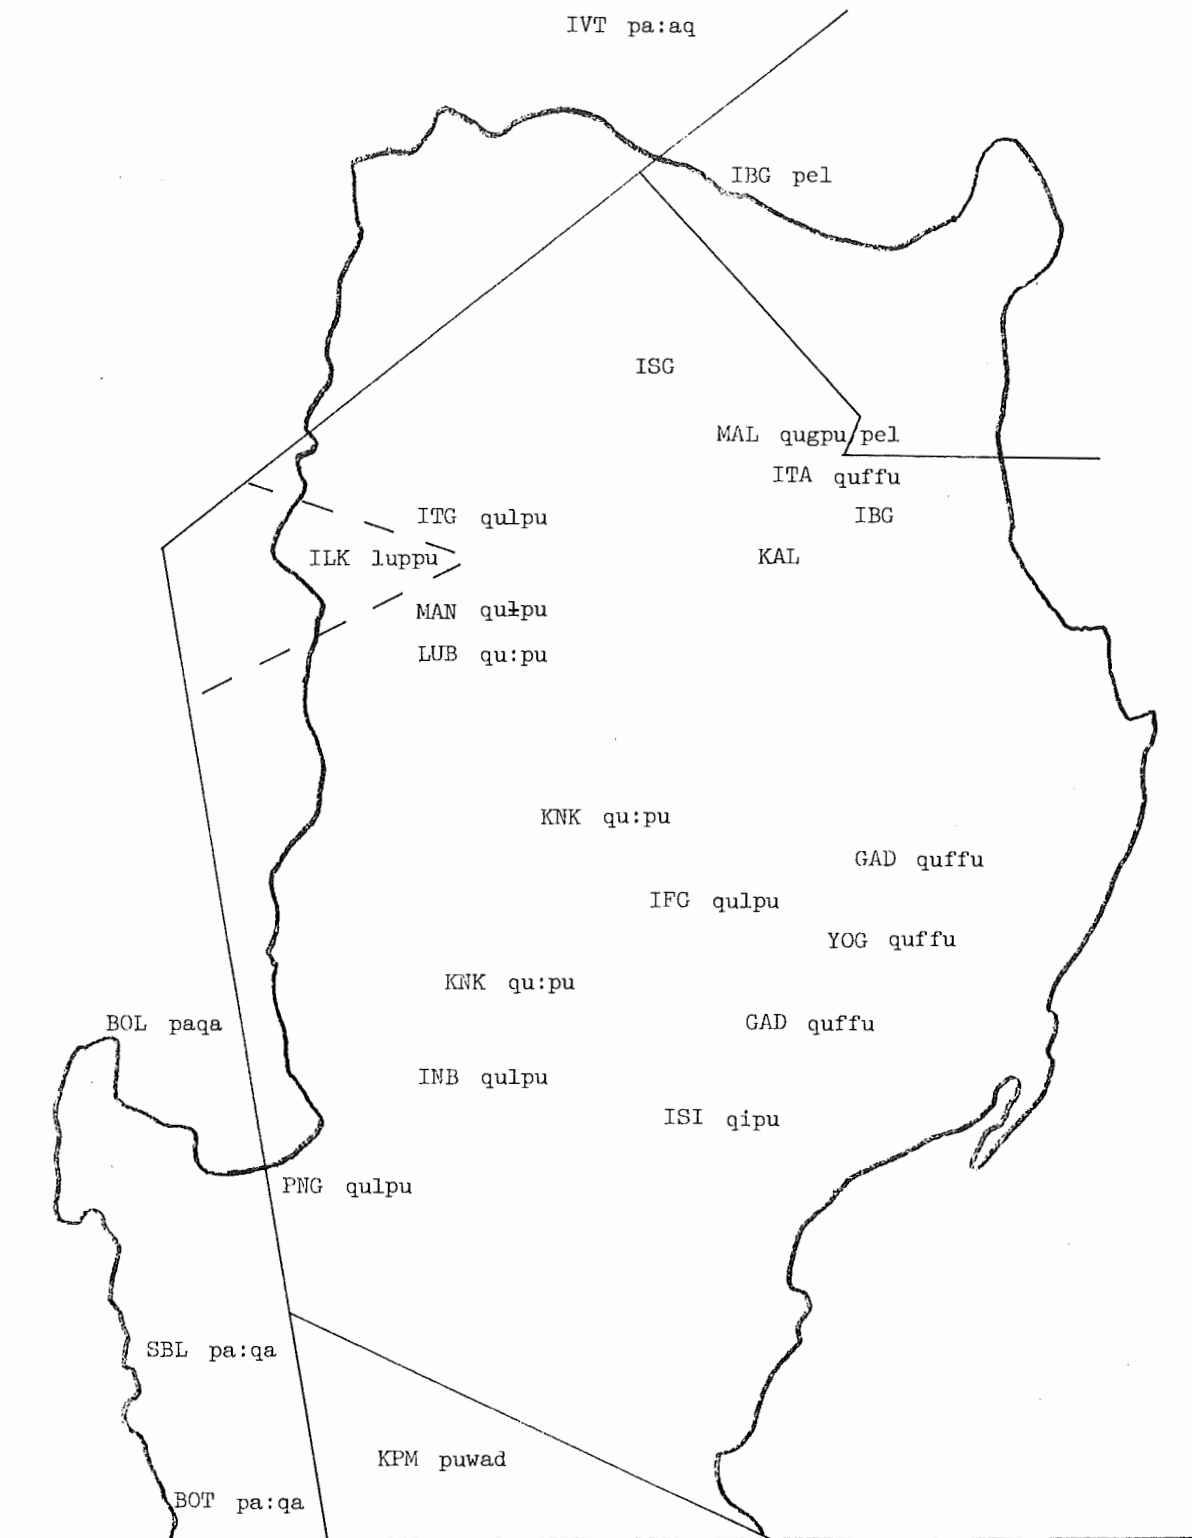 IVT pa:aq
IBG pel
ISG
MAL qugpu/pel
ITA quffu
ITG qulpu
IBG
ILK luppu
KAL
MAN quƚpu
LUB qu:pu
KNK qu:pu
GAD quffu
IFG qulpu
YOG quffu
KNK qu:pu
BOL paqa
GAD quffu
INB qulpu
ISI qipu
PNG qulpu
SBL pa:qa
KPM puwad
BOT pa:qa